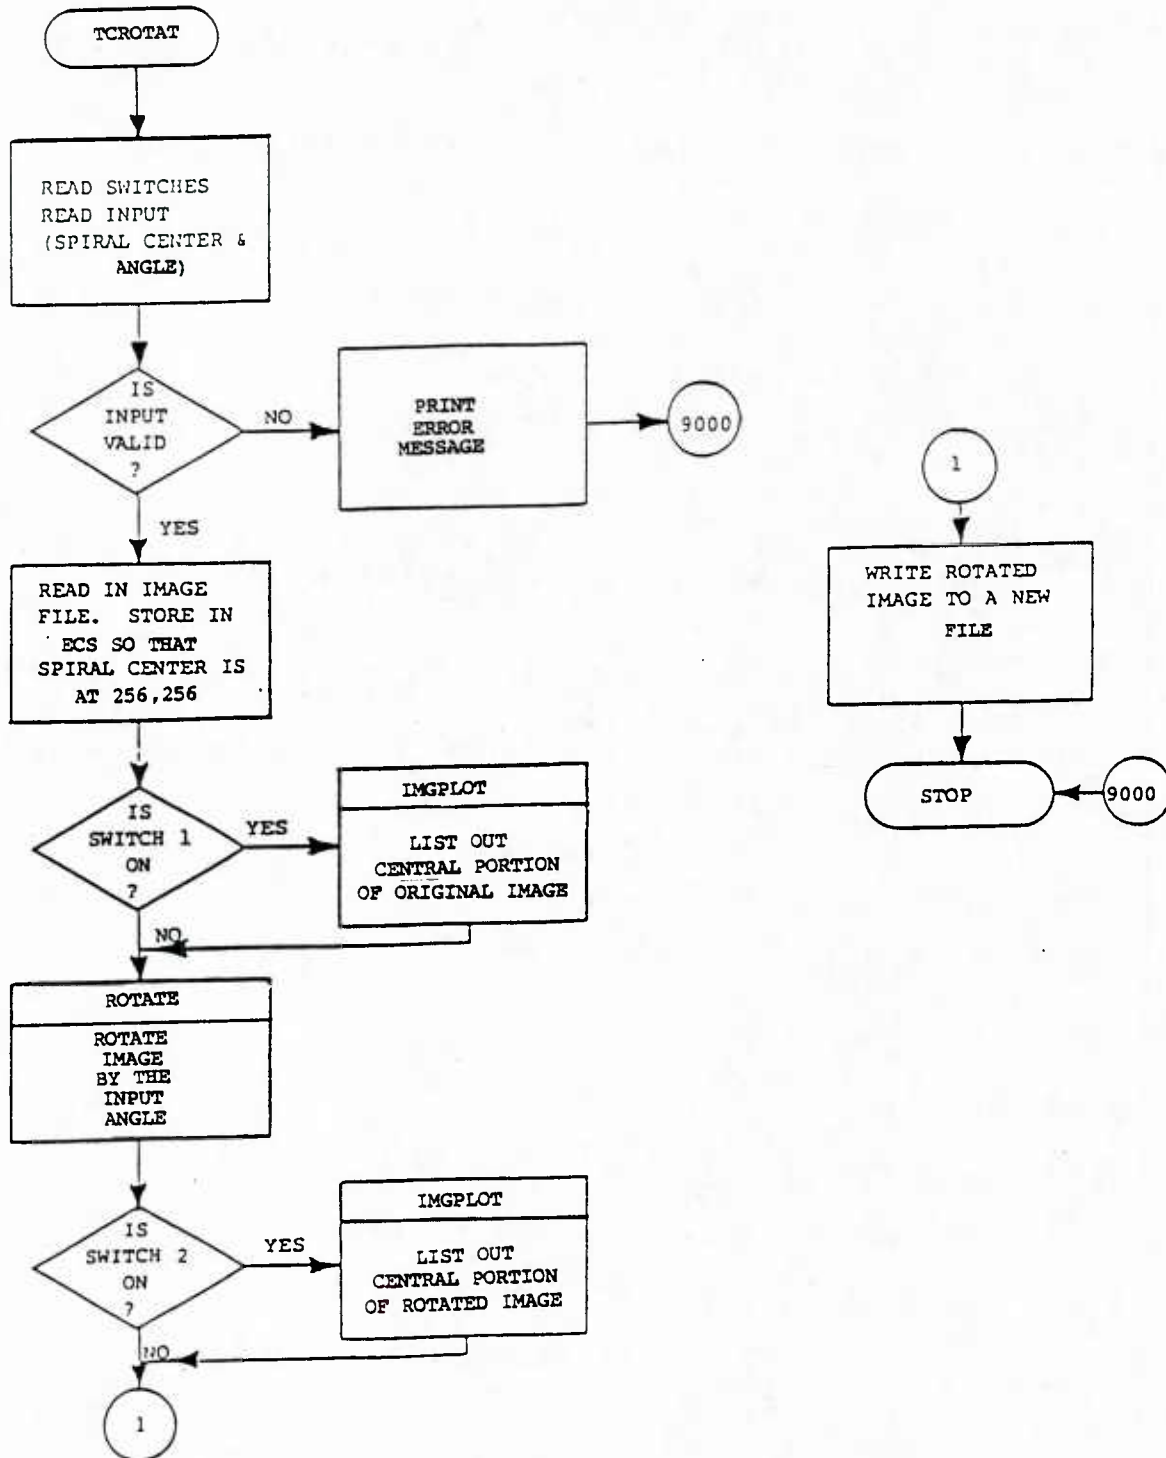 TCROTAT
READ SWITCHES
READ INPUT
(SPIRAL CENTER &
ANGLE)
IS
INPUT
VALID
?
NO
PRINT
ERROR
MESSAGE
9000
YES
READ IN IMAGE
FILE. STORE IN
ECS SO THAT
SPIRAL CENTER IS
AT 256,256
IS
SWITCH 1
ON
?
YES
IMGPLOT
LIST OUT
CENTRAL PORTION
OF ORIGINAL IMAGE
NO
ROTATE
ROTATE
IMAGE
BY THE
INPUT
ANGLE
IS
SWITCH 2
ON
?
YES
IMGPLOT
LIST OUT
CENTRAL PORTION
OF ROTATED IMAGE
NO
1
1
WRITE ROTATED
IMAGE TO A NEW
FILE
STOP
9000